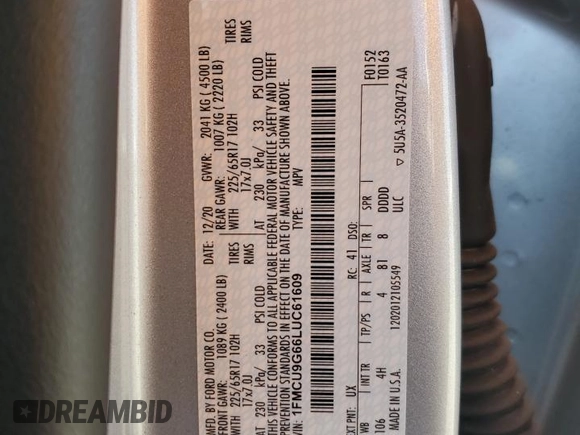 MFD. BY FORD MOTOR CO.
DATE: 12/20 GVWR: 2041 KG ( 4500 LB)
FRONT GAWR: 1089 KG ( 2400 LB) REAR GAWR: 1007 KG ( 2220 LB)
225/65R17 102H TIRES WITH 225/65R17 102H TIRES
17x7.0J RIMS 17x7.0J RIMS
AT 230 kPa/ 33 PSI COLD AT 230 kPa/ 33 PSI COLD
THIS VEHICLE CONFORMS TO ALL APPLICABLE FEDERAL MOTOR VEHICLE SAFETY AND THEFT
PREVENTION STANDARDS IN EFFECT ON THE DATE OF MANUFACTURE SHOWN ABOVE.
VIN: 1FMCU9G66LUC61609 TYPE: MPV
F0152
T0163
EXT PNT: UX RC: 41 DSO:
WB INT TR TP/PS R AXLE TR SPR
106 4H 4 81 8 DDDD
MADE IN U.S.A. ULC
1202012105549
▽ 5U5A-3520472-AA
DREAMBID